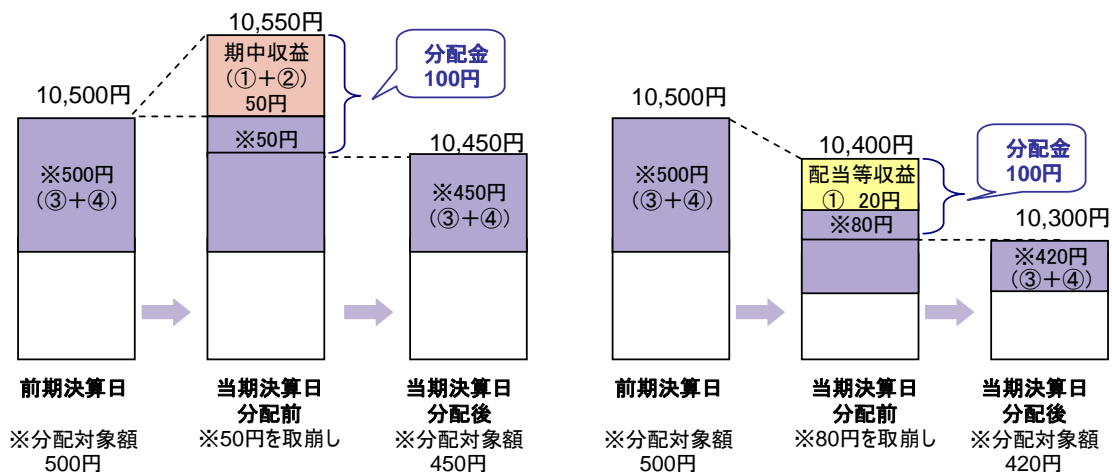 10,550円
期中収益
(①+②)
50円
分配金
100円
10,500円
※50円
※500円
(③+④)
10,450円
※450円
(③+④)
前期決算日
当期決算日
分配前
当期決算日
分配後
※分配対象額
500円
※50円を取崩し
※分配対象額
450円
10,500円
※500円
(③+④)
10,400円
配当等収益
① 20円
※80円
分配金
100円
10,300円
※420円
(③+④)
前期決算日
当期決算日
分配前
当期決算日
分配後
※分配対象額
500円
※80円を取崩し
※分配対象額
420円